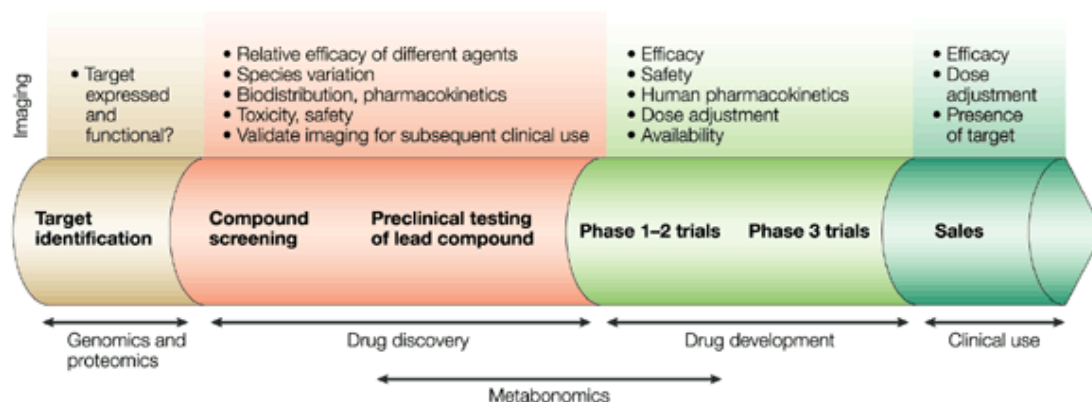 Imaging
• Target
expressed
and
functional?
• Relative efficacy of different agents
• Species variation
• Biodistribution, pharmacokinetics
• Toxicity, safety
• Validate imaging for subsequent clinical use
• Efficacy
• Safety
• Human pharmacokinetics
• Dose adjustment
• Availability
• Efficacy
• Dose
adjustment
• Presence
of target
Target
identification
Compound
screening
Preclinical testing
of lead compound
Phase 1–2 trials
Phase 3 trials
Sales
Genomics and
proteomics
Drug discovery
Drug development
Clinical use
Metabonomics